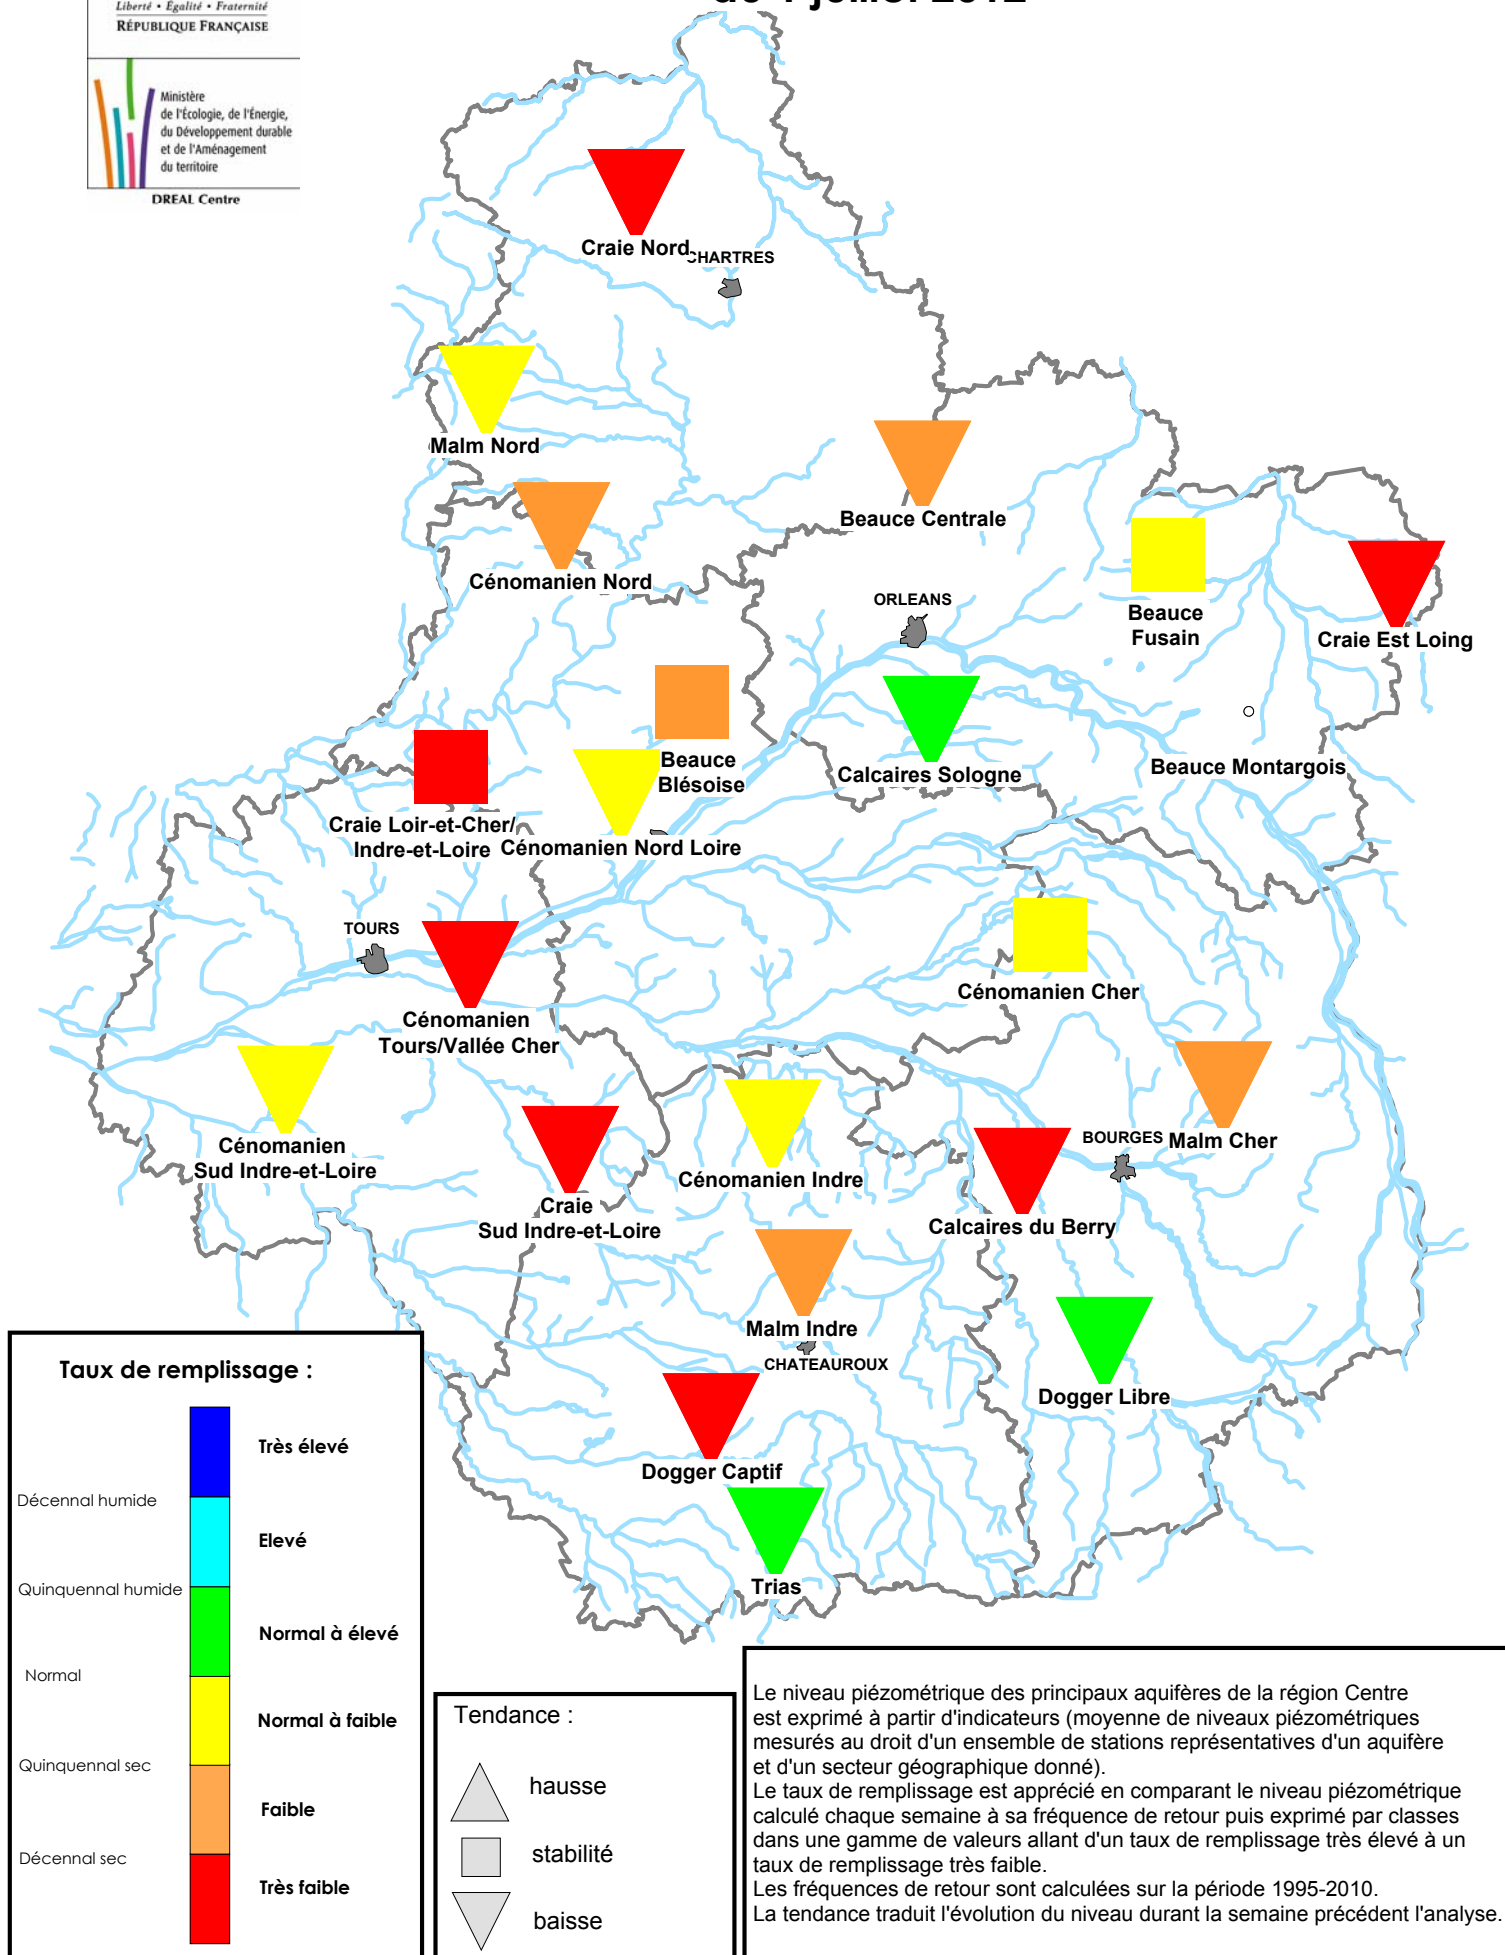 Liberté • Égalité • Fraternité
RÉPUBLIQUE FRANÇAISE
Ministère
de l'Écologie, de l'Énergie,
du Développement durable
et de l'Aménagement
du territoire
DREAL Centre
Craie Nord
CHARTRES
Malm Nord
Beauce Centrale
Cénomanien Nord
ORLEANS
Beauce
Fusain
Craie Est Loing
Beauce
Blésoise
Calcaires Sologne
Beauce Montargois
Craie Loir-et-Cher/
Indre-et-Loire
Cénomanien Nord Loire
TOURS
Cénomanien Cher
Cénomanien
Tours/Vallée Cher
Cénomanien
Sud Indre-et-Loire
BOURGES
Malm Cher
Cénomanien Indre
Craie
Sud Indre-et-Loire
Calcaires du Berry
Malm Indre
CHATEAUROUX
Dogger Libre
Dogger Captif
Trias
Taux de remplissage :
Très élevé
Décennal humide
Elevé
Quinquennal humide
Normal à élevé
Normal
Normal à faible
Quinquennal sec
Faible
Décennal sec
Très faible
Tendance :
hausse
stabilité
baisse
Le niveau piézométrique des principaux aquifères de la région Centre
est exprimé à partir d'indicateurs (moyenne de niveaux piézométriques
mesurés au droit d'un ensemble de stations représentatives d'un aquifère
et d'un secteur géographique donné).
Le taux de remplissage est apprécié en comparant le niveau piézométrique
calculé chaque semaine à sa fréquence de retour puis exprimé par classes
dans une gamme de valeurs allant d'un taux de remplissage très élevé à un
taux de remplissage très faible.
Les fréquences de retour sont calculées sur la période 1995-2010.
La tendance traduit l'évolution du niveau durant la semaine précédent l'analyse.